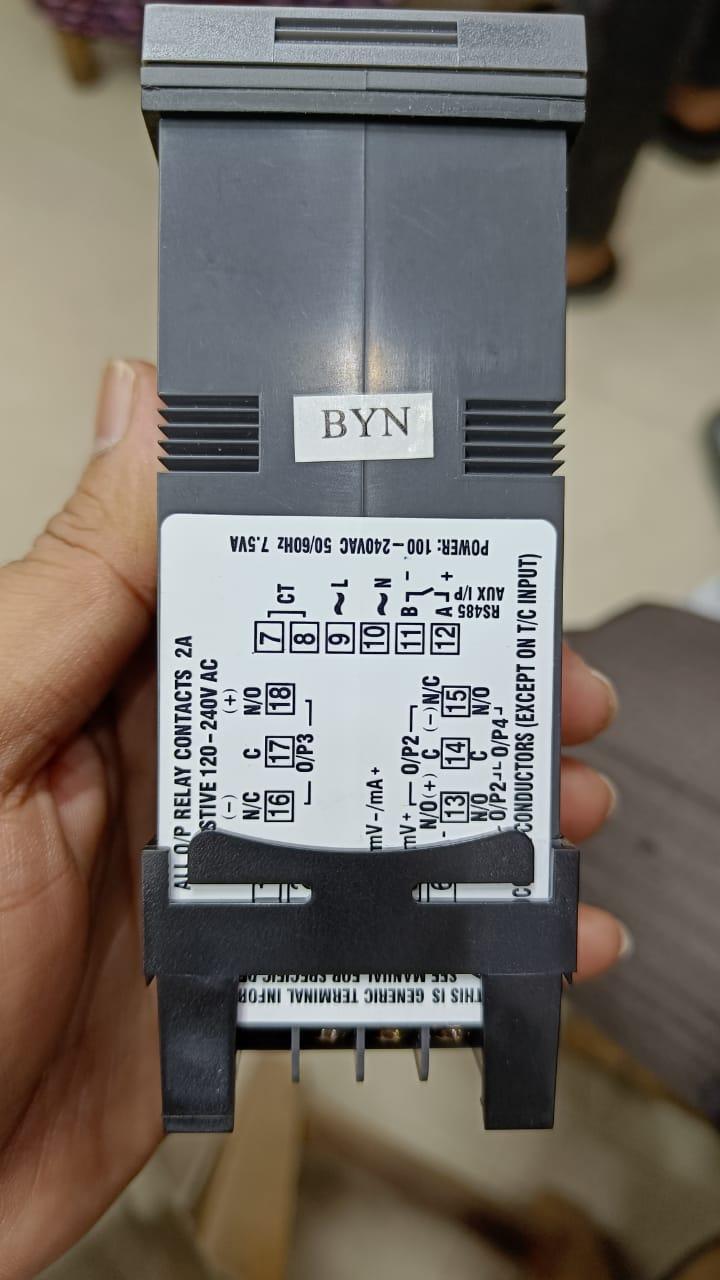 BYN
POWER: 100-240VAC 50/60Hz 7.5VA
ALL O/P RELAY CONTACTS 2A
STIVE 120-240V AC
7
8
CT
9 ~ L
10 ~ N
11 B -
12 A +
RS485
AUX I/P
(-) (+)
N/C C N/O
16 17 18
O/P3
mV-/mA+
mV+
O/P2
N/O(+) C (-)N/C
13 14 15
N/O C N/O
O/P2 O/P4
CONDUCTORS (EXCEPT ON T/C INPUT)
THIS IS GENERIC TERMINAL INFOR
SEE MANUAL FOR SPECIFIC